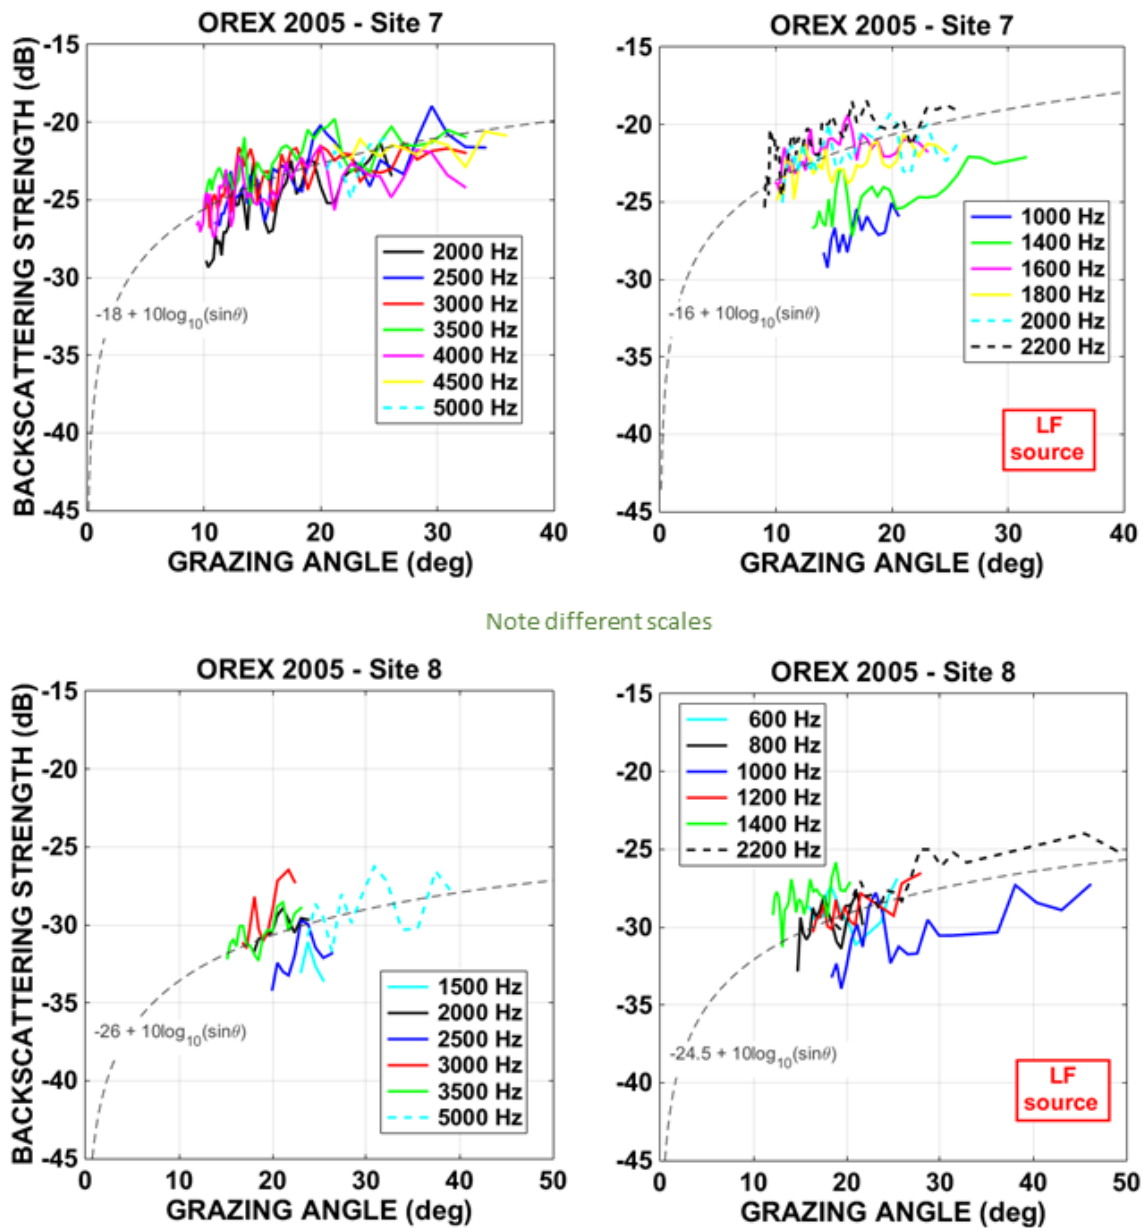 OREX 2005 - Site 7
BACKSCATTERING STRENGTH (dB)
-15
-20
-25
-30
-35
-40
-45
-18 + 10log10(sinθ)
2000 Hz
2500 Hz
3000 Hz
3500 Hz
4000 Hz
4500 Hz
5000 Hz
0 10 20 30 40
GRAZING ANGLE (deg)
OREX 2005 - Site 7
-15
-20
-25
-30
-35
-40
-45
-16 + 10log10(sinθ)
1000 Hz
1400 Hz
1600 Hz
1800 Hz
2000 Hz
2200 Hz
LF
source
0 10 20 30 40
GRAZING ANGLE (deg)
Note different scales
OREX 2005 - Site 8
BACKSCATTERING STRENGTH (dB)
-15
-20
-25
-30
-35
-40
-45
-26 + 10log10(sinθ)
1500 Hz
2000 Hz
2500 Hz
3000 Hz
3500 Hz
5000 Hz
0 10 20 30 40 50
GRAZING ANGLE (deg)
OREX 2005 - Site 8
-15
-20
-25
-30
-35
-40
-45
600 Hz
800 Hz
1000 Hz
1200 Hz
1400 Hz
2200 Hz
-24.5 + 10log10(sinθ)
LF
source
0 10 20 30 40 50
GRAZING ANGLE (deg)